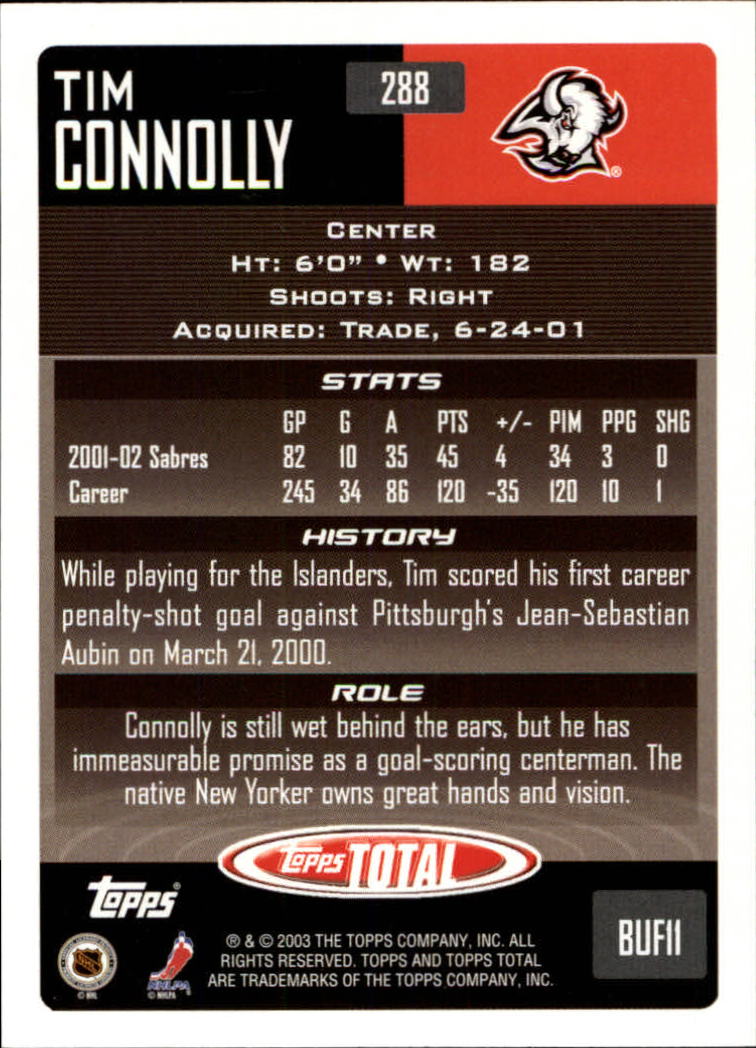 TIM
CONNOLLY
288
®
CENTER
HT: 6'0" • WT: 182
SHOOTS: RIGHT
ACQUIRED: TRADE, 6-24-01
STATS
GP G A PTS +/- PIM PPG SHG
2001-02 Sabres 82 10 35 45 4 34 3 0
Career 245 34 86 120 -35 120 10 1
HISTORY
While playing for the Islanders, Tim scored his first career
penalty-shot goal against Pittsburgh's Jean-Sebastian
Aubin on March 21, 2000.
ROLE
Connolly is still wet behind the ears, but he has
immeasurable promise as a goal-scoring centerman. The
native New Yorker owns great hands and vision.
topps TOTAL
topps®
BUF11
® & © 2003 THE TOPPS COMPANY, INC. ALL
RIGHTS RESERVED. TOPPS AND TOPPS TOTAL
ARE TRADEMARKS OF THE TOPPS COMPANY, INC.
NHL
© NHL
NHLPA
© NHLPA